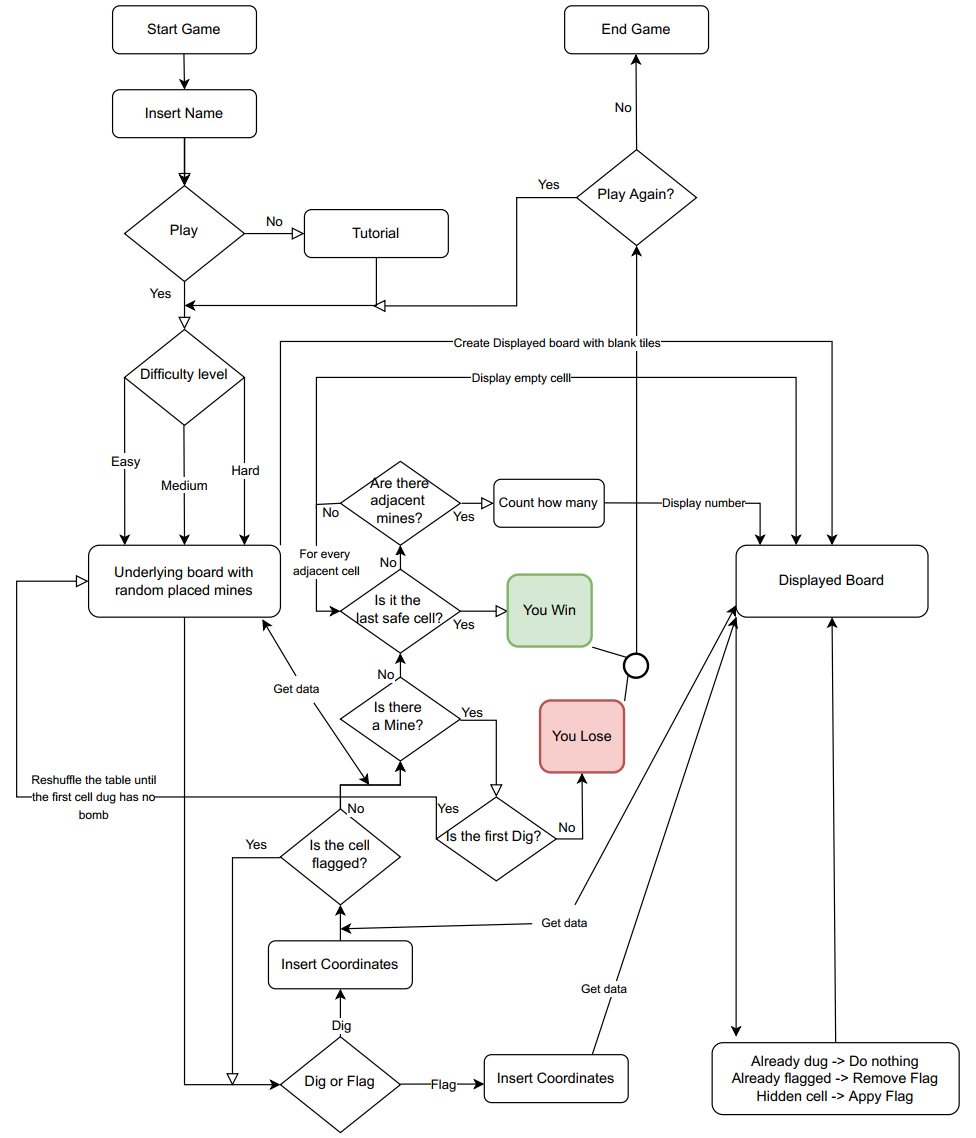 Start Game
End Game
Insert Name
No
Play Again?
Yes
Play
No
Tutorial
Yes
Create Displayed board with blank tiles
Difficulty level
Display empty celll
Easy
Medium
Hard
Are there
adjacent
mines?
No
Yes
Count how many
Display number
For every
adjacent cell
No
Underlying board with
random placed mines
Displayed Board
Is it the
last safe cell?
Yes
You Win
Get data
No
Is there
a Mine?
Yes
You Lose
Reshuffle the table until
the first cell dug has no
bomb
No
Yes
Is the first Dig?
No
Yes
Is the cell
flagged?
Get data
Insert Coordinates
Get data
Dig
Dig or Flag
Flag
Insert Coordinates
Already dug -> Do nothing
Already flagged -> Remove Flag
Hidden cell -> Appy Flag